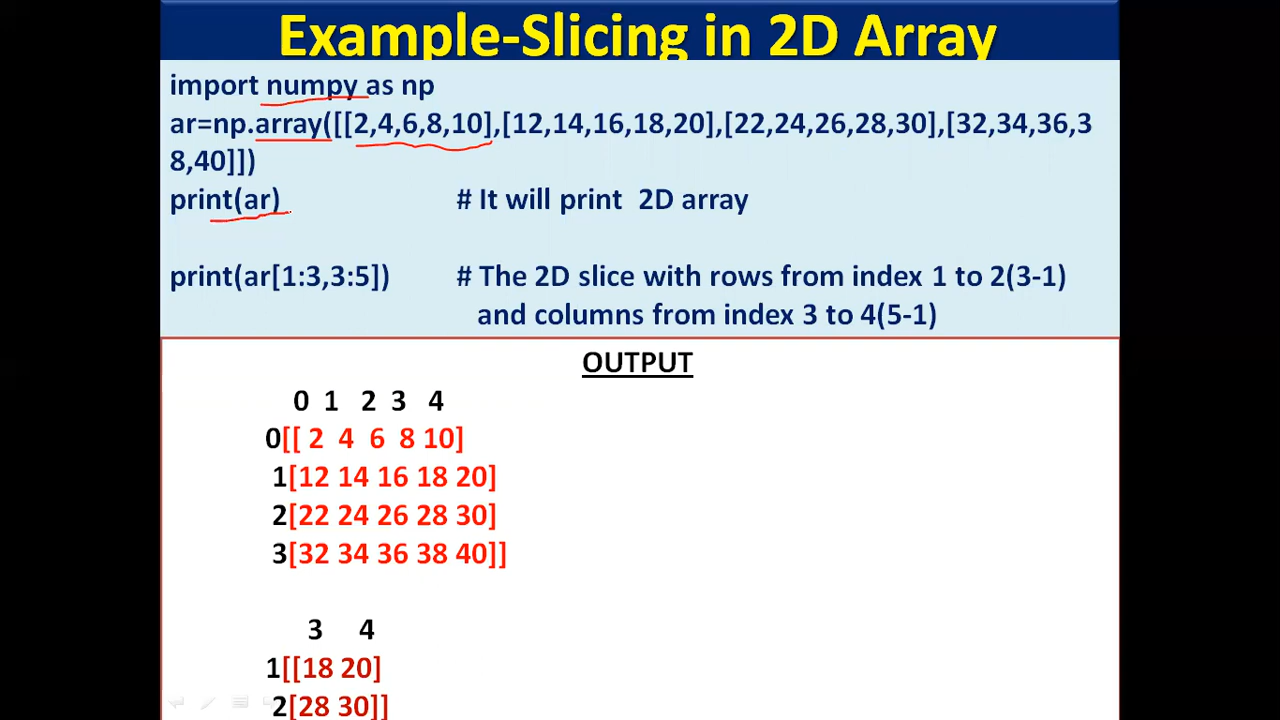 Example-Slicing in 2D Array
import numpy as np
ar=np.array([[2,4,6,8,10],[12,14,16,18,20],[22,24,26,28,30],[32,34,36,3
8,40]])
print(ar) # It will print 2D array
print(ar[1:3,3:5]) # The 2D slice with rows from index 1 to 2(3-1)
and columns from index 3 to 4(5-1)
OUTPUT
0 1 2 3 4
0[[ 2 4 6 8 10]
1[12 14 16 18 20]
2[22 24 26 28 30]
3[32 34 36 38 40]]
3 4
1[[18 20]
2[28 30]]